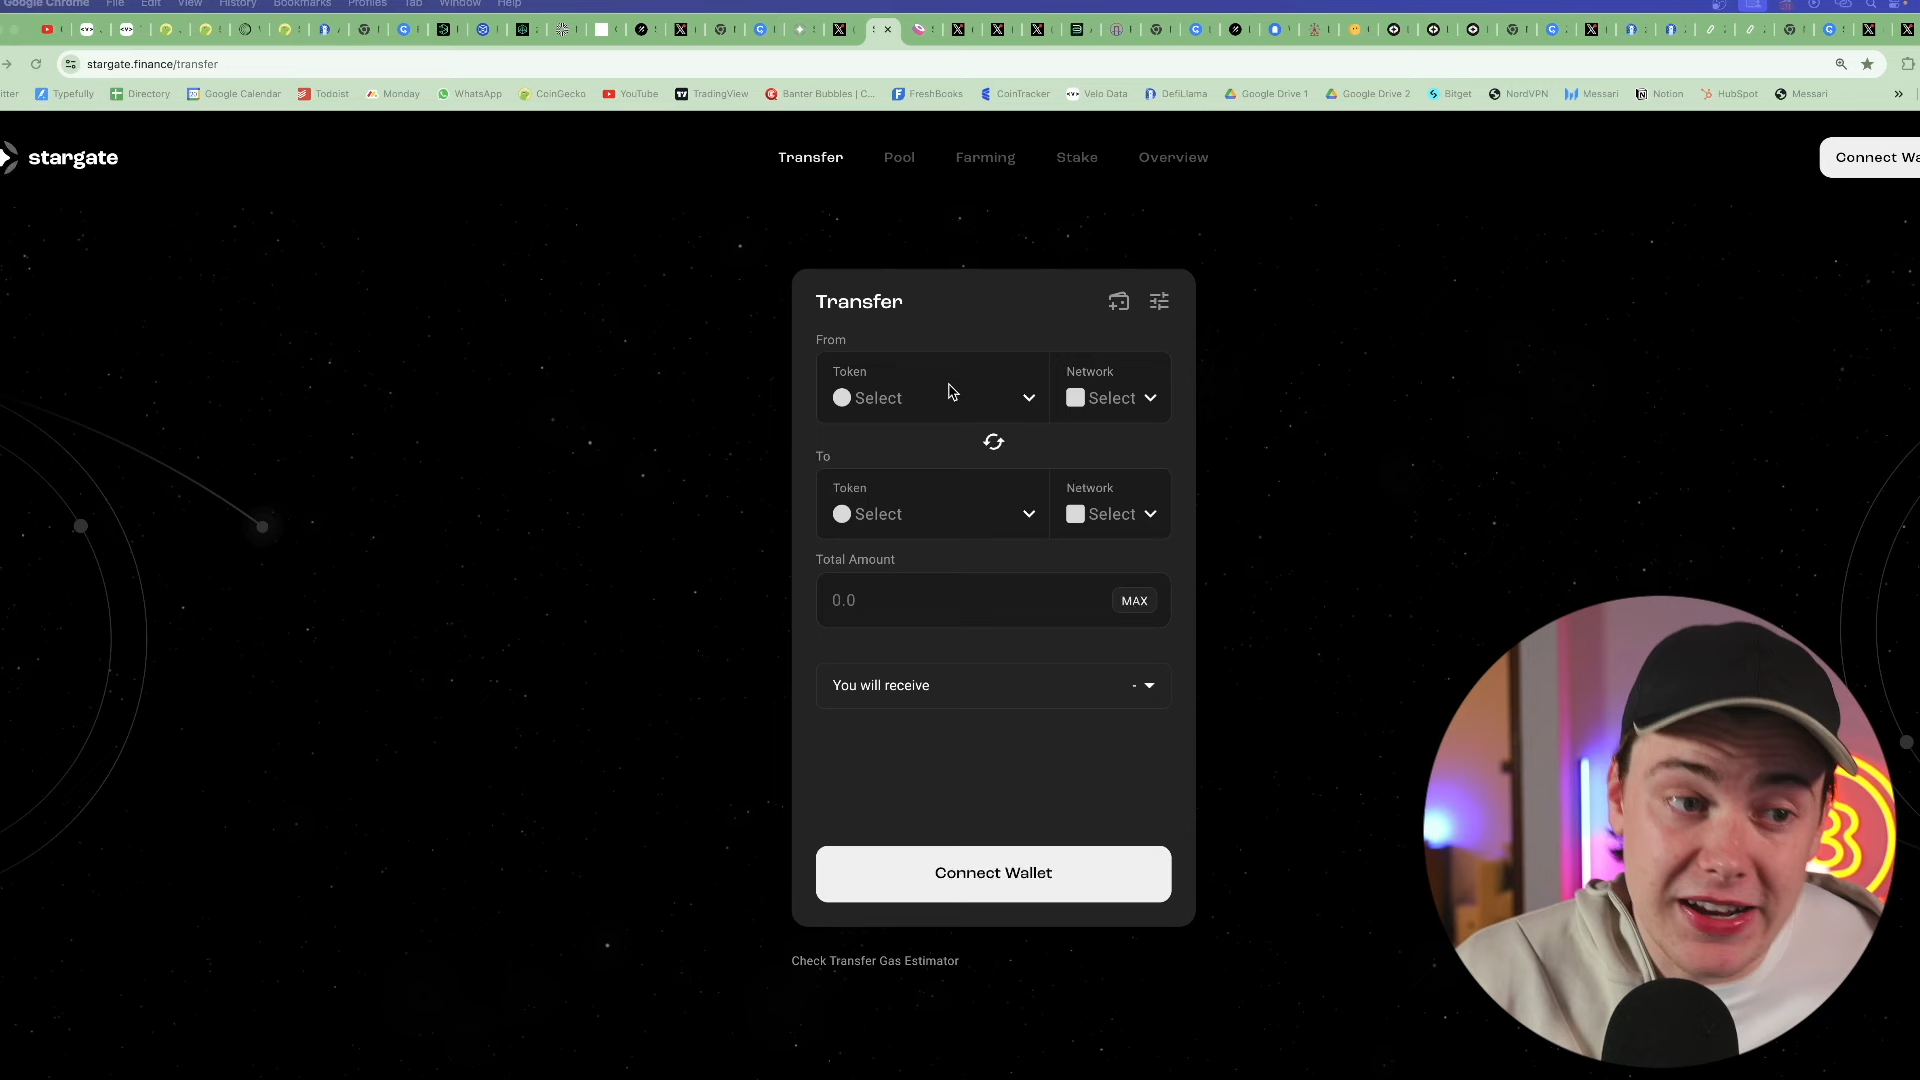 Google Chrome File Edit View History Bookmarks Profiles Tab Window Help
stargate.finance/transfer
itter Typefully Directory Google Calendar Todoist Monday WhatsApp CoinGecko YouTube TradingView Banter Bubbles | C... FreshBooks CoinTracker Velo Data DefiLlama Google Drive 1 Google Drive 2 Bitget NordVPN Messari Notion HubSpot Messari »
stargate Transfer Pool Farming Stake Overview Connect Wa
Transfer
From
Token Network
Select Select
To
Token Network
Select Select
Total Amount
0.0 MAX
You will receive -
Connect Wallet
Check Transfer Gas Estimator